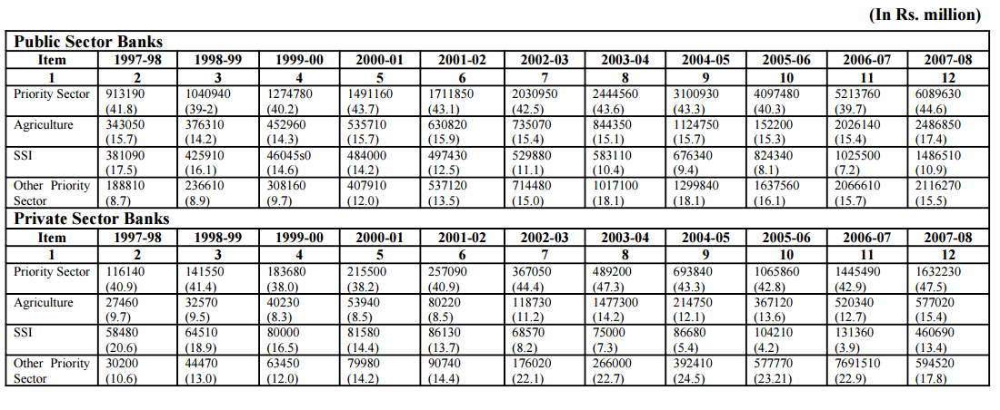 (In Rs. million)
Public Sector Banks
Item 1997-98 1998-99 1999-00 2000-01 2001-02 2002-03 2003-04 2004-05 2005-06 2006-07 2007-08
1 2 3 4 5 6 7 8 9 10 11 12
Priority Sector 913190 1040940 1274780 1491160 1711850 2030950 2444560 3100930 4097480 5213760 6089630
(41.8) (39-2) (40.2) (43.7) (43.1) (42.5) (43.6) (43.3) (40.3) (39.7) (44.6)
Agriculture 343050 376310 452960 535710 630820 735070 844350 1124750 152200 2026140 2486850
(15.7) (14.2) (14.3) (15.7) (15.9) (15.4) (15.1) (15.7) (15.3) (15.4) (17.4)
SSI 381090 425910 46045s0 484000 497430 529880 583110 676340 824340 1025500 1486510
(17.5) (16.1) (14.6) (14.2) (12.5) (11.1) (10.4) (9.4) (8.1) (7.2) (10.9)
Other Priority 188810 236610 308160 407910 537120 714480 1017100 1299840 1637560 2066610 2116270
Sector (8.7) (8.9) (9.7) (12.0) (13.5) (15.0) (18.1) (18.1) (16.1) (15.7) (15.5)
Private Sector Banks
Item 1997-98 1998-99 1999-00 2000-01 2001-02 2002-03 2003-04 2004-05 2005-06 2006-07 2007-08
1 2 3 4 5 6 7 8 9 10 11 12
Priority Sector 116140 141550 183680 215500 257090 367050 489200 693840 1065860 1445490 1632230
(40.9) (41.4) (38.0) (38.2) (40.9) (44.4) (47.3) (43.3) (42.8) (42.9) (47.5)
Agriculture 27460 32570 40230 53940 80220 118730 1477300 214750 367120 520340 577020
(9.7) (9.5) (8.3) (8.5) (8.5) (11.2) (14.2) (12.1) (13.6) (12.7) (15.4)
SSI 58480 64510 80000 81580 86130 68570 75000 86680 104210 131360 460690
(20.6) (18.9) (16.5) (14.4) (13.7) (8.2) (7.3) (5.4) (4.2) (3.9) (13.4)
Other Priority 30200 44470 63450 79980 90740 176020 266000 392410 577770 7691510 594520
Sector (10.6) (13.0) (12.0) (14.2) (14.4) (22.1) (22.7) (24.5) (23.21) (22.9) (17.8)